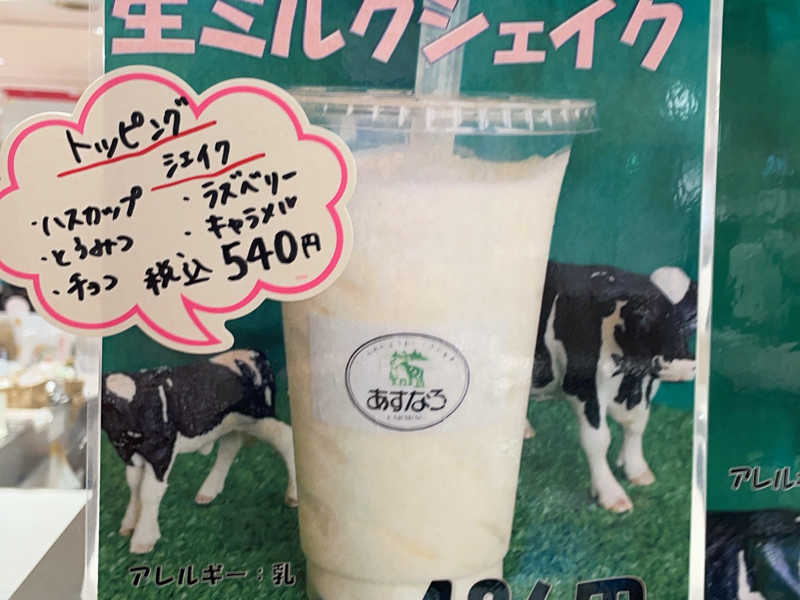 生ミルクシェイク
トッピング
シェイク
・ハスカップ
・とうみつ
・チョコ
・ラズベリー
・キャラメル
税込540円
あすなろ
アレルギー：乳
アレル